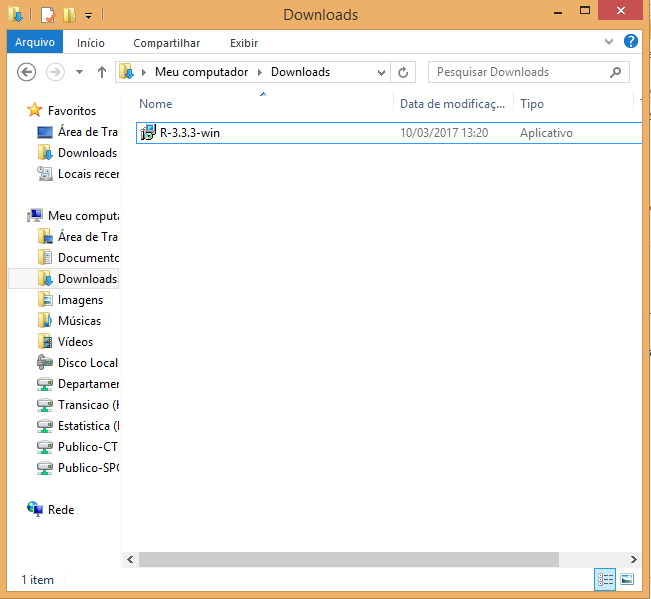 Downloads
Arquivo Início Compartilhar Exibir
Meu computador Downloads Pesquisar Downloads
Nome Data de modificaç... Tipo
R-3.3.3-win 10/03/2017 13:20 Aplicativo
Favoritos
Área de Tra
Downloads
Locais recer
Meu computa
Área de Tra
Documento
Downloads
Imagens
Músicas
Vídeos
Disco Local
Departamer
Transicao (H
Estatistica (I
Publico-CT
Publico-SPC
Rede
1 item